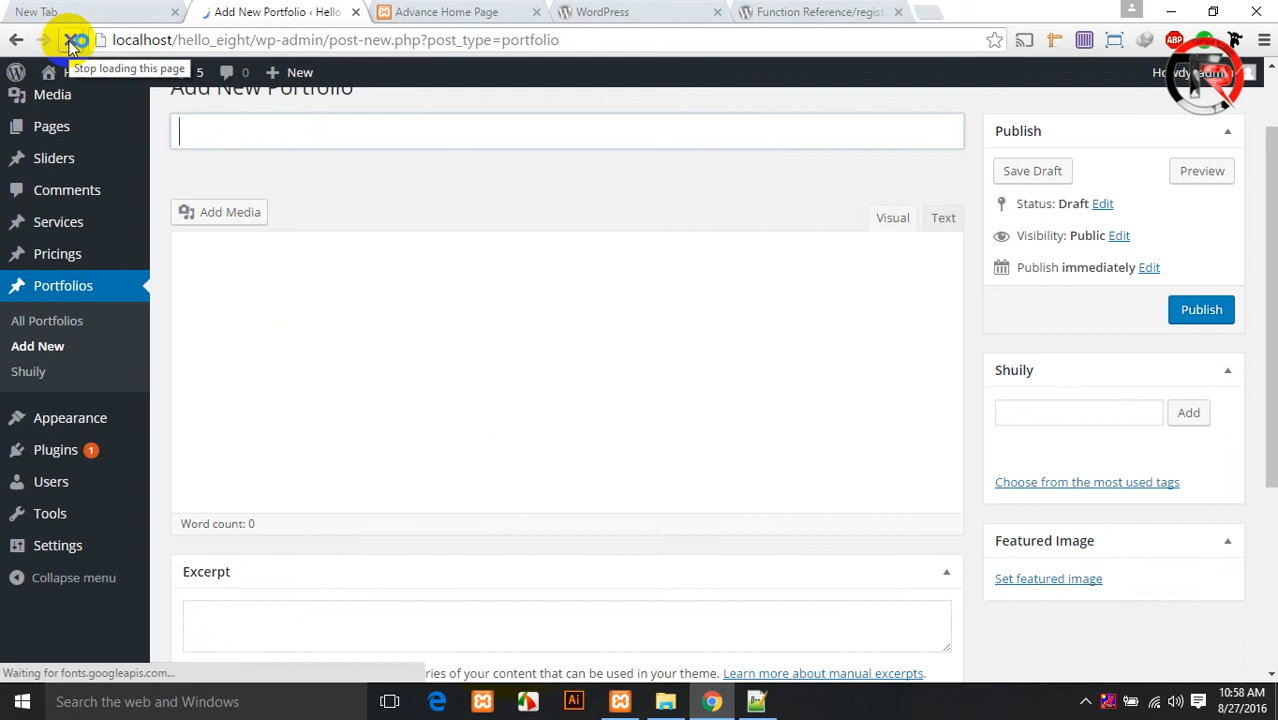 New Tab
Add New Portfolio ‹ Hello
Advance Home Page
WordPress
Function Reference/regist
localhost/hello_eight/wp-admin/post-new.php?post_type=portfolio
ABP
Stop loading this page
5
0
New
Howdy, admin
Add New Portfolio
Media
Pages
Sliders
Comments
Services
Pricings
Portfolios
All Portfolios
Add New
Shuily
Appearance
Plugins 1
Users
Tools
Settings
Collapse menu
Add Media
Visual
Text
Word count: 0
Excerpt
ries of your content that can be used in your theme. Learn more about manual excerpts.
Publish
Save Draft
Preview
Status: Draft Edit
Visibility: Public Edit
Publish immediately Edit
Publish
Shuily
Add
Choose from the most used tags
Featured Image
Set featured image
Waiting for fonts.googleapis.com...
Search the web and Windows
Ai
10:58 AM
8/27/2016